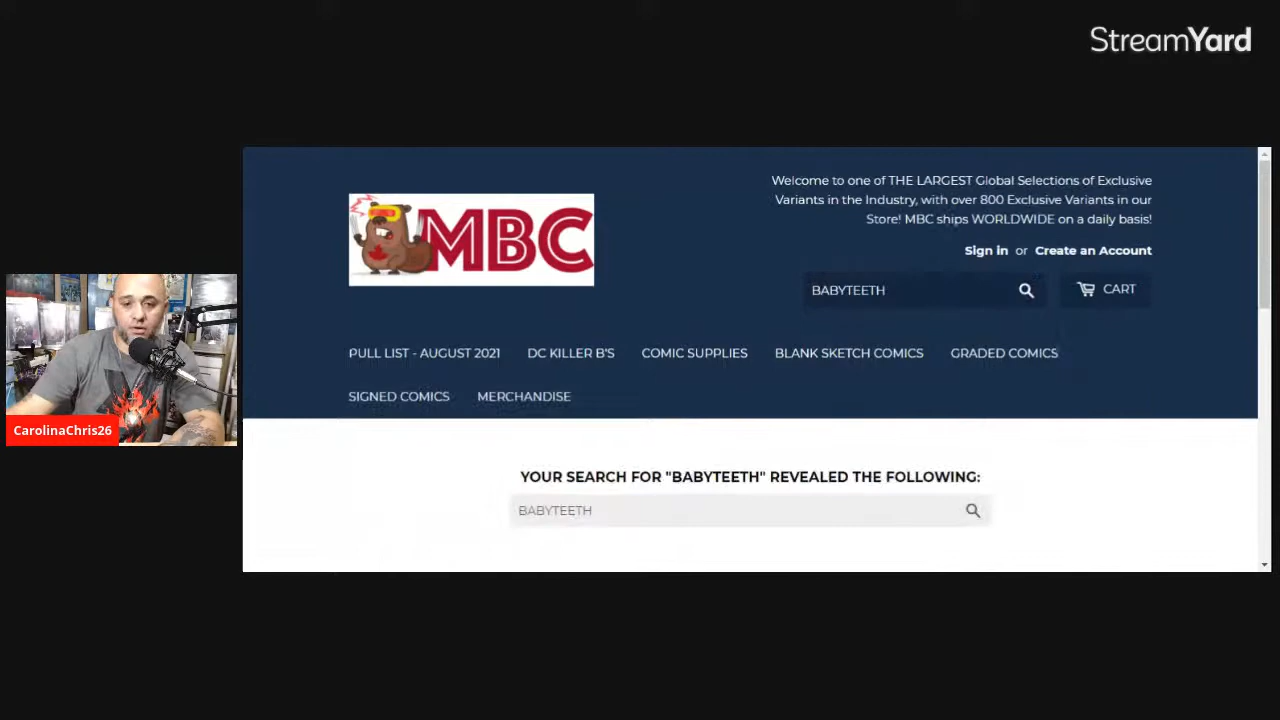 StreamYard
Welcome to one of THE LARGEST Global Selections of Exclusive
Variants in the Industry, with over 800 Exclusive Variants in our
Store! MBC ships WORLDWIDE on a daily basis!
MBC
Sign in or Create an Account
BABYTEETH
CART
PULL LIST - AUGUST 2021 DC KILLER B'S COMIC SUPPLIES BLANK SKETCH COMICS GRADED COMICS
SIGNED COMICS MERCHANDISE
CarolinaChris26
YOUR SEARCH FOR "BABYTEETH" REVEALED THE FOLLOWING:
BABYTEETH